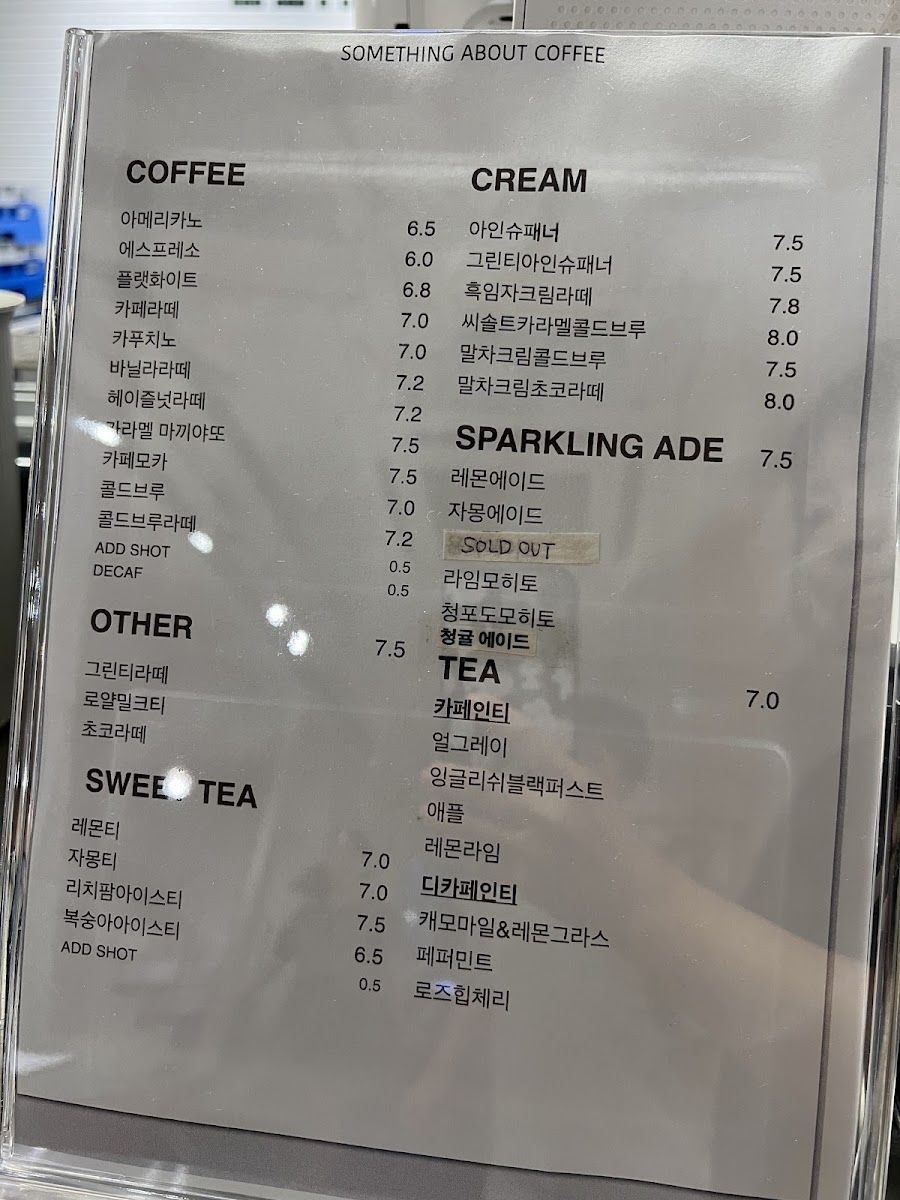 SOMETHING ABOUT COFFEE
COFFEE
아메리카노 6.5
에스프레소 6.0
플랫화이트 6.8
카페라떼 7.0
카푸치노 7.0
바닐라라떼 7.2
헤이즐넛라떼 7.2
카라멜 마끼야또 7.5
카페모카 7.5
콜드브루 7.0
콜드브루라떼 7.2
ADD SHOT 0.5
DECAF 0.5
OTHER 7.5
그린티라떼
로얄밀크티
초코라떼
SWEET TEA
레몬티 7.0
자몽티 7.0
리치팜아이스티 7.5
복숭아아이스티 6.5
ADD SHOT 0.5
CREAM
아인슈패너 7.5
그린티아인슈패너 7.5
흑임자크림라떼 7.8
씨솔트카라멜콜드브루 8.0
말차크림콜드브루 7.5
말차크림초코라떼 8.0
SPARKLING ADE 7.5
레몬에이드
자몽에이드
SOLD OUT
라임모히토
청포도모히토
청귤 에이드
TEA 7.0
카페인티
얼그레이
잉글리쉬블랙퍼스트
애플
레몬라임
디카페인티
캐모마일&레몬그라스
페퍼민트
로즈힙체리